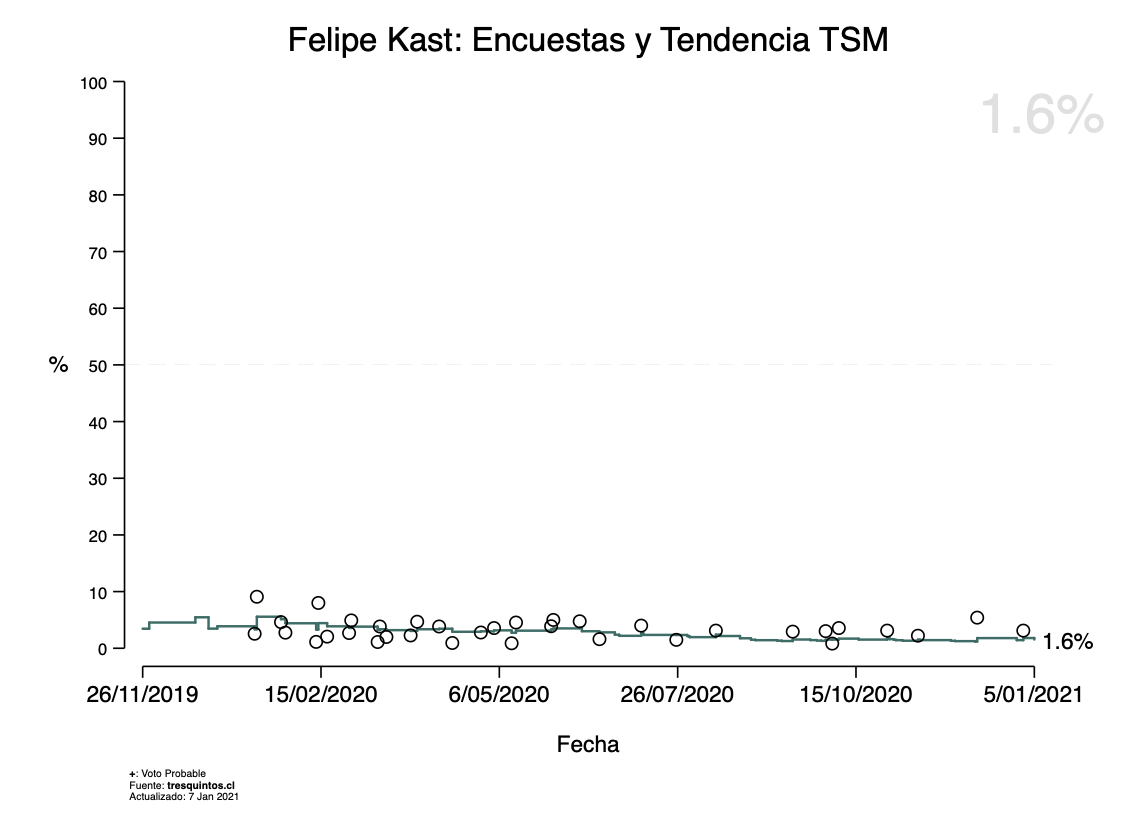 Felipe Kast: Encuestas y Tendencia TSM
1.6%
100
90
80
70
60
%
50
40
30
20
10
0
1.6%
26/11/2019 15/02/2020 6/05/2020 26/07/2020 15/10/2020 5/01/2021
Fecha
+: Voto Probable
Fuente: tresquintos.cl
Actualizado: 7 Jan 2021